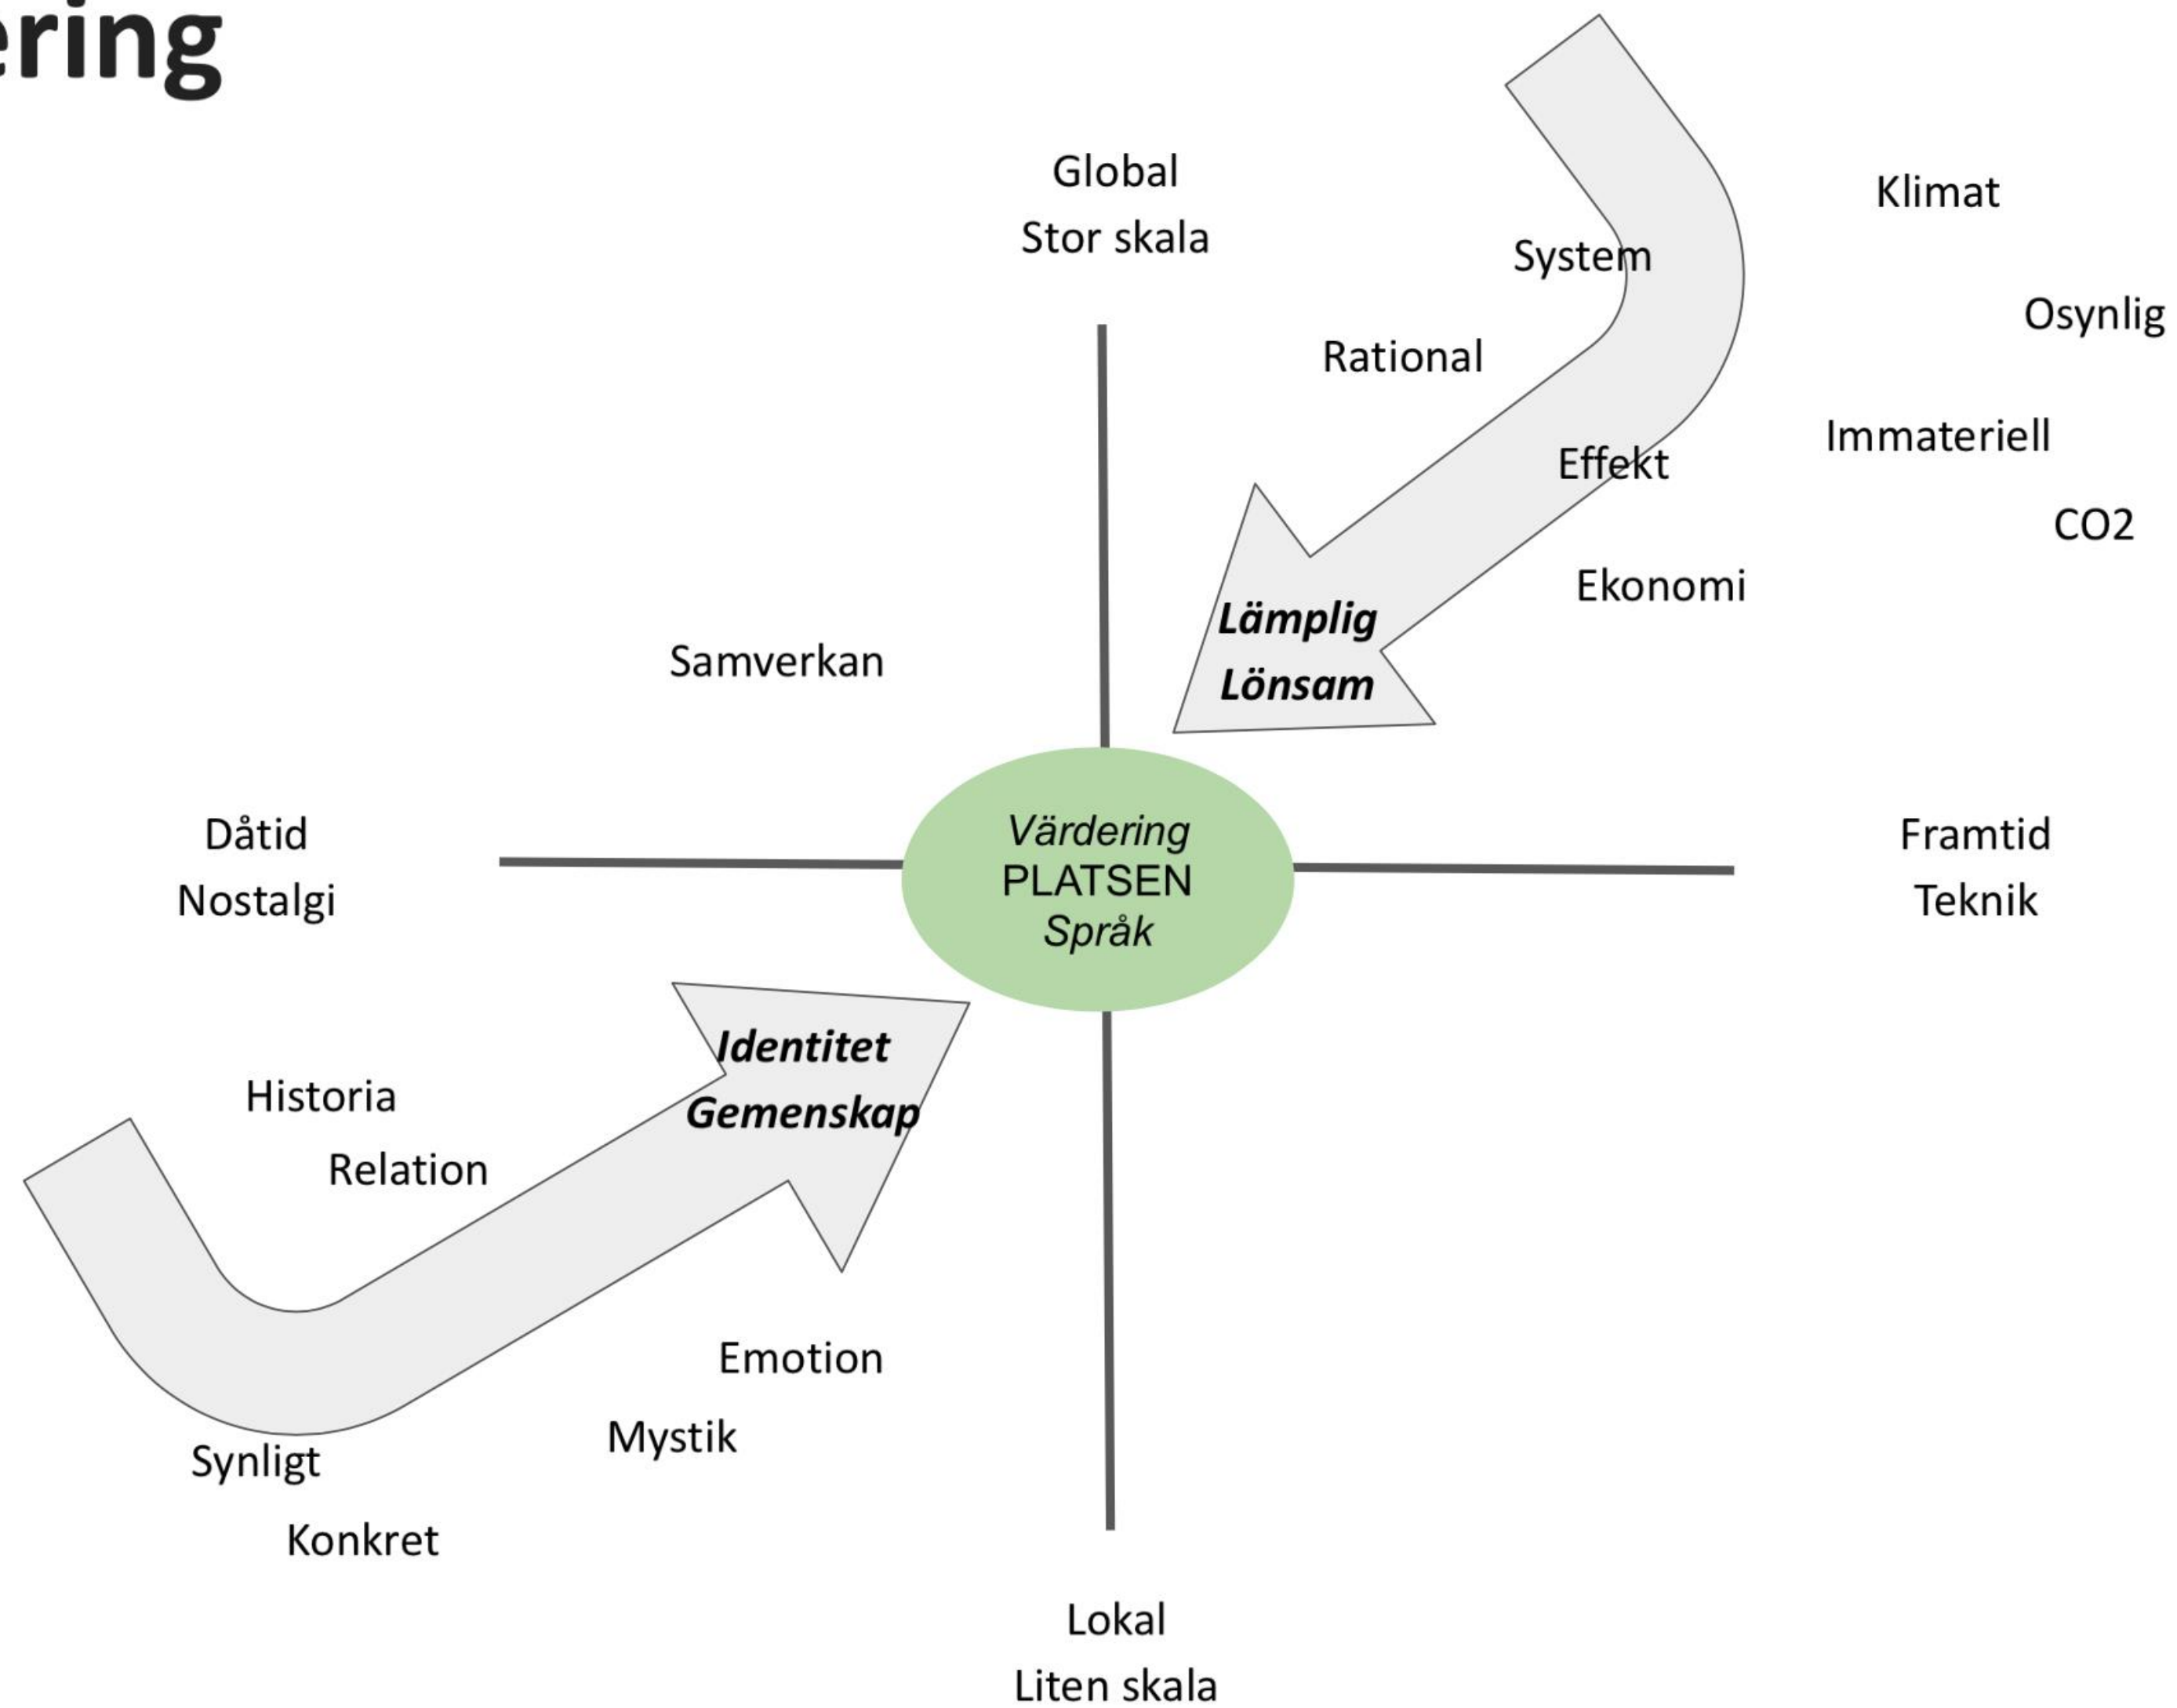 ering
Global
Stor skala
Klimat
System
Osynlig
Rational
Immateriell
Effekt
CO2
Ekonomi
Lämplig
Lönsam
Samverkan
Värdering
PLATSEN
Språk
Dåtid
Nostalgi
Framtid
Teknik
Identitet
Gemenskap
Historia
Relation
Emotion
Mystik
Synligt
Konkret
Lokal
Liten skala